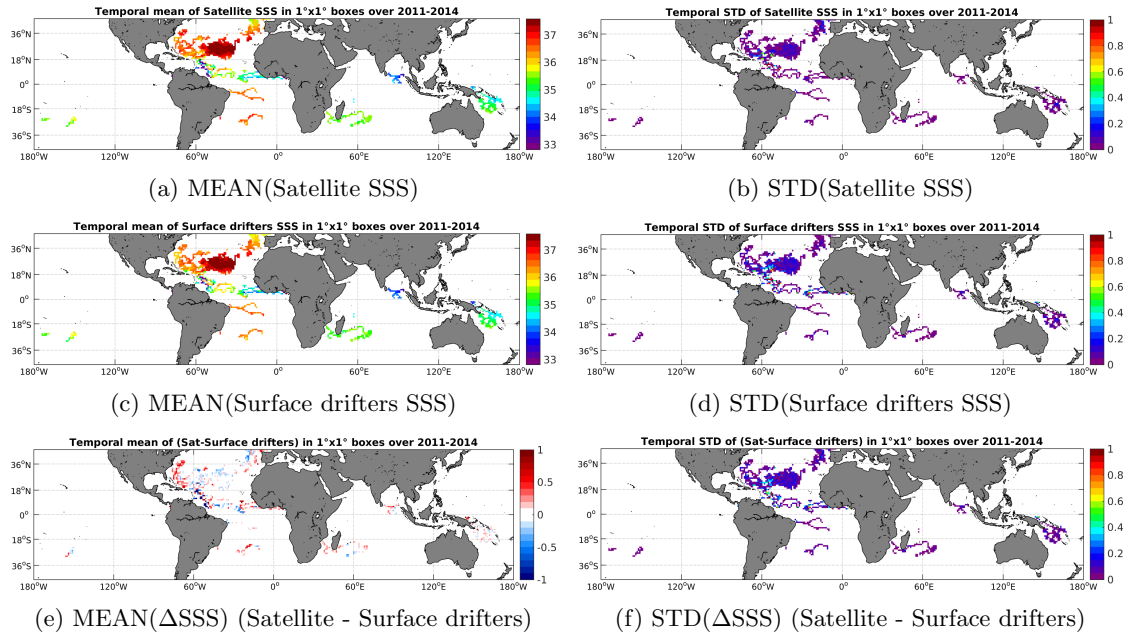 Temporal mean of Satellite SSS in 1°x1° boxes over 2011-2014
36°N
18°N
0°
18°S
36°S
180°W 120°W 60°W 0° 60°E 120°E 180°W
37
36
35
34
33
(a) MEAN(Satellite SSS)
Temporal STD of Satellite SSS in 1°x1° boxes over 2011-2014
36°N
18°N
0°
18°S
36°S
180°W 120°W 60°W 0° 60°E 120°E 180°W
1
0.8
0.6
0.4
0.2
0
(b) STD(Satellite SSS)
Temporal mean of Surface drifters SSS in 1°x1° boxes over 2011-2014
36°N
18°N
0°
18°S
36°S
180°W 120°W 60°W 0° 60°E 120°E 180°W
37
36
35
34
33
(c) MEAN(Surface drifters SSS)
Temporal STD of Surface drifters SSS in 1°x1° boxes over 2011-2014
36°N
18°N
0°
18°S
36°S
180°W 120°W 60°W 0° 60°E 120°E 180°W
1
0.8
0.6
0.4
0.2
0
(d) STD(Surface drifters SSS)
Temporal mean of (Sat-Surface drifters) in 1°x1° boxes over 2011-2014
36°N
18°N
0°
18°S
36°S
180°W 120°W 60°W 0° 60°E 120°E 180°W
1
0.5
0
-0.5
-1
(e) MEAN(ΔSSS) (Satellite - Surface drifters)
Temporal STD of (Sat-Surface drifters) in 1°x1° boxes over 2011-2014
36°N
18°N
0°
18°S
36°S
180°W 120°W 60°W 0° 60°E 120°E 180°W
1
0.8
0.6
0.4
0.2
0
(f) STD(ΔSSS) (Satellite - Surface drifters)